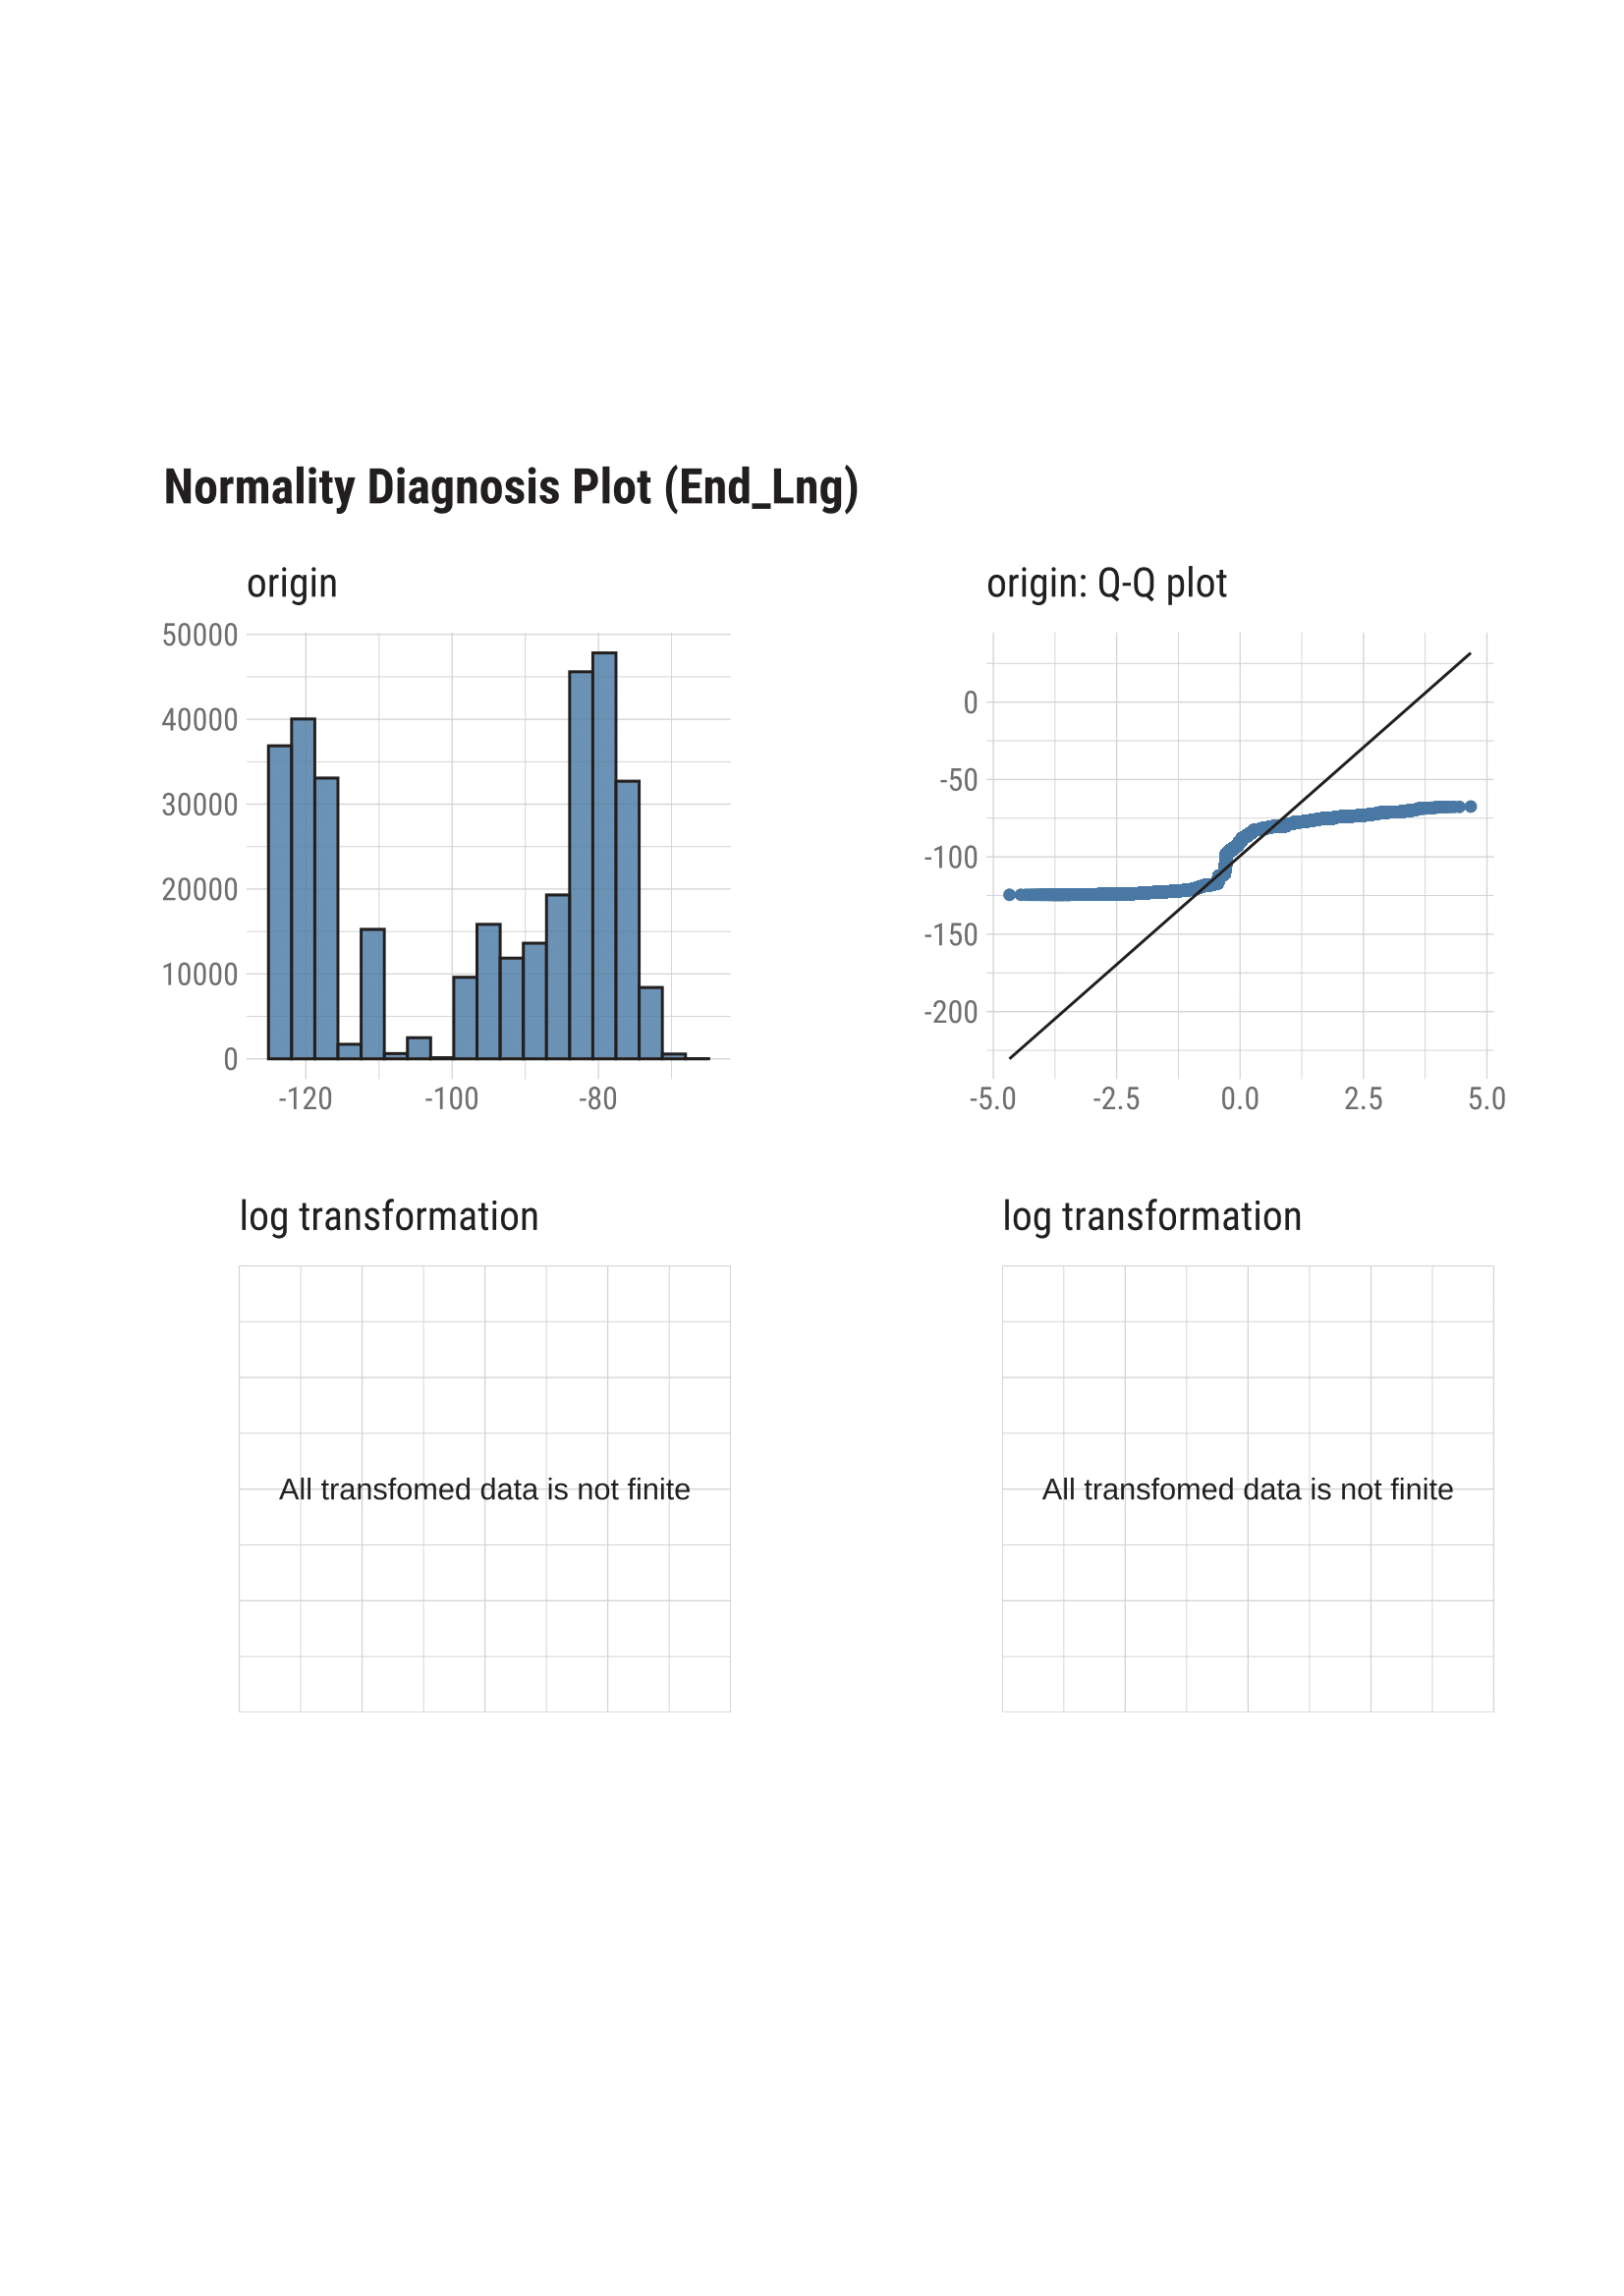 Normality Diagnosis Plot (End_Lng)
origin
50000
40000
30000
20000
10000
0
-120 -100 -80
origin: Q-Q plot
0
-50
-100
-150
-200
-5.0 -2.5 0.0 2.5 5.0
log transformation
All transfomed data is not finite
log transformation
All transfomed data is not finite